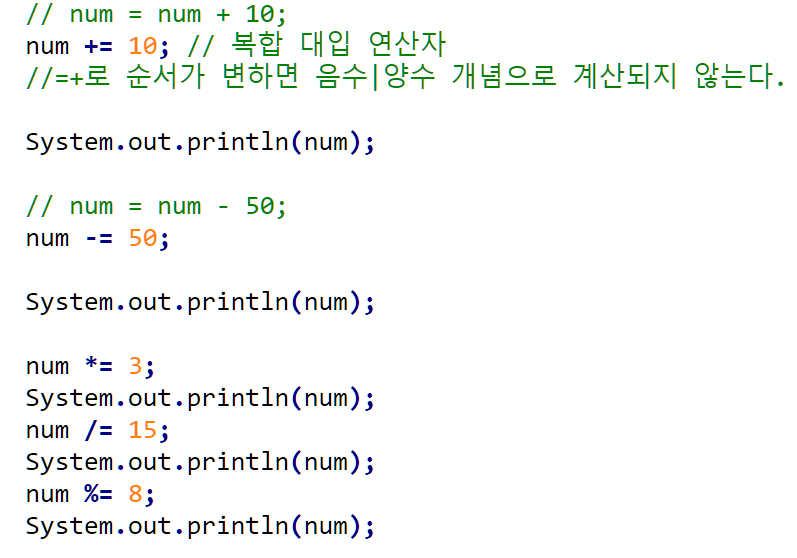 // num = num + 10;
num += 10; // 복합 대입 연산자
//=+로 순서가 변하면 음수|양수 개념으로 계산되지 않는다.
System.out.println(num);
// num = num - 50;
num -= 50;
System.out.println(num);
num *= 3;
System.out.println(num);
num /= 15;
System.out.println(num);
num %= 8;
System.out.println(num);